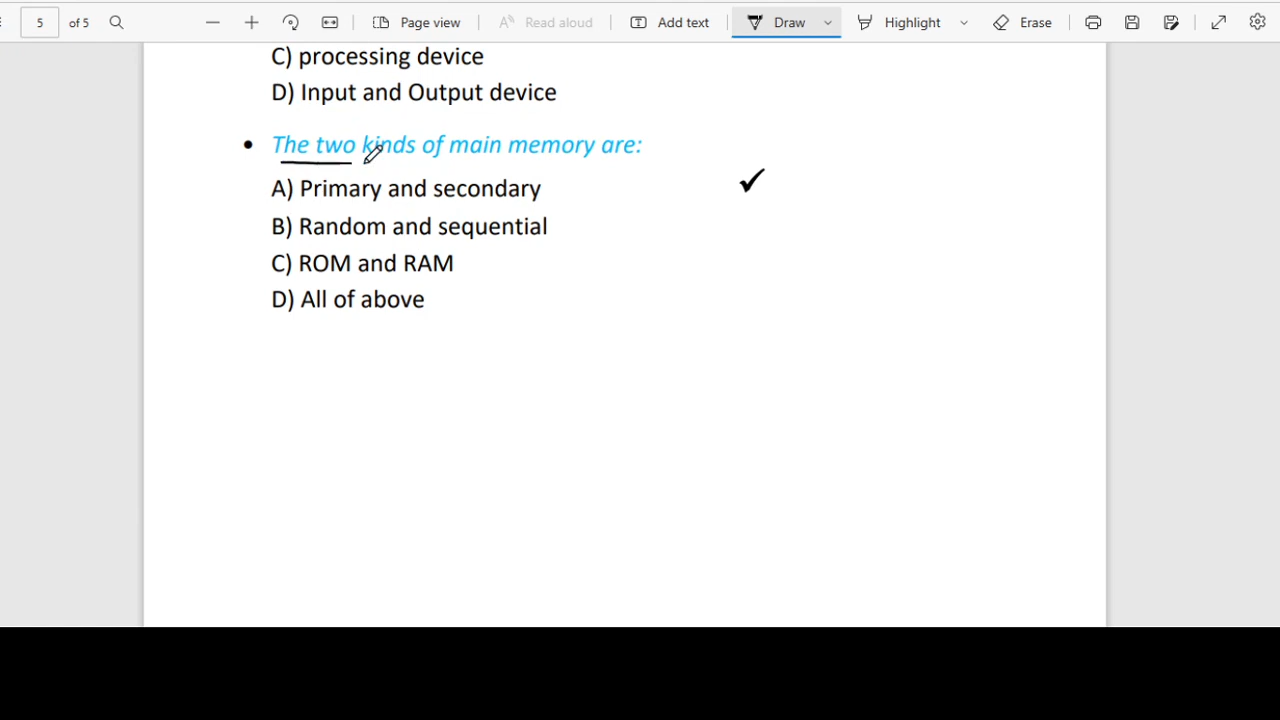 5 of 5 Page view Read aloud Add text Draw Highlight Erase
C) processing device
D) Input and Output device
• The two kinds of main memory are:
A) Primary and secondary ✓
B) Random and sequential
C) ROM and RAM
D) All of above